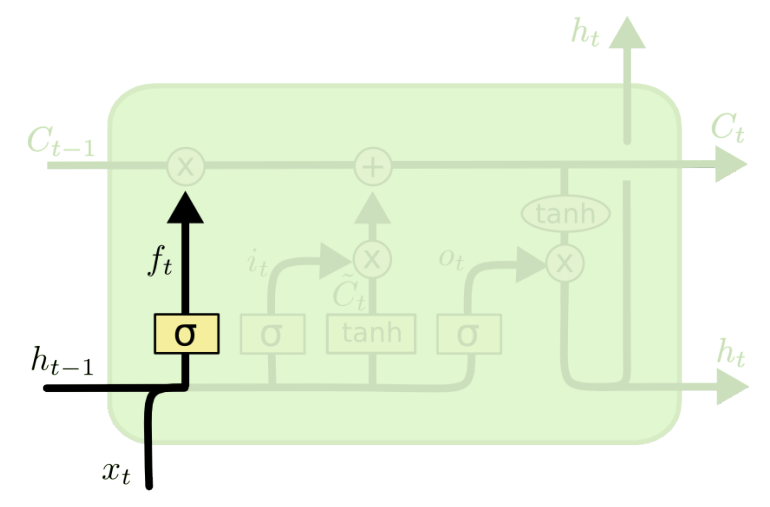 h_t
C_{t-1}
C_t
x
+
tanh
f_t
i_t
x
o_t
x
\tilde{C}_t
σ
σ
tanh
σ
h_{t-1}
h_t
x_t